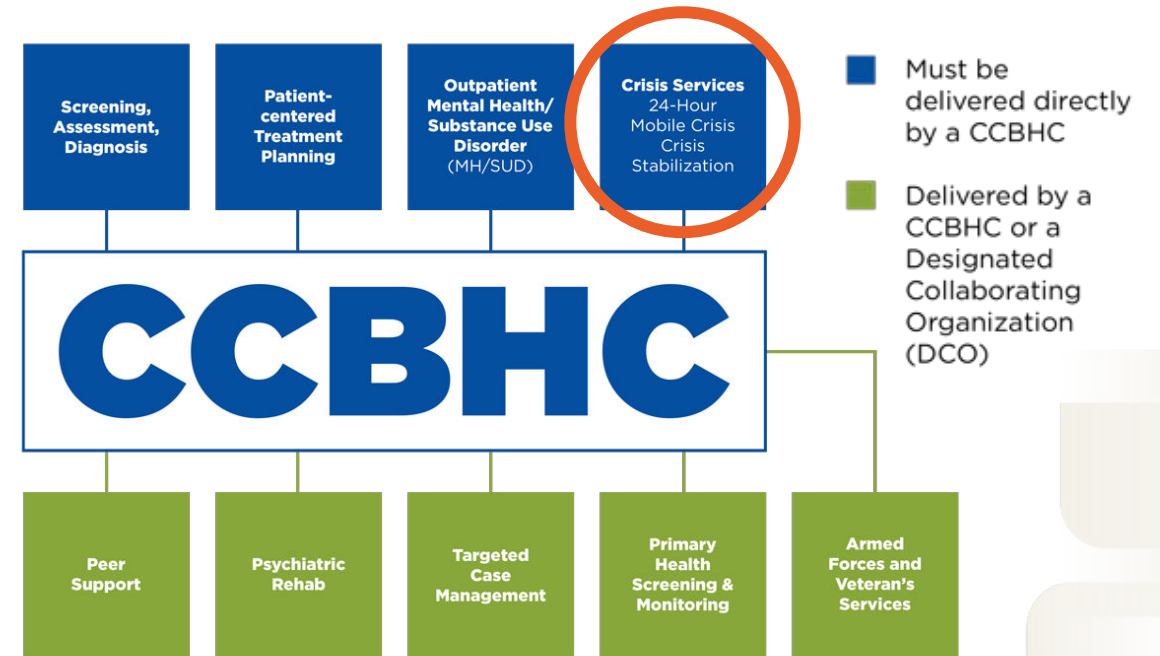 Screening,
Assessment,
Diagnosis
Patient-
centered
Treatment
Planning
Outpatient
Mental Health/
Substance Use
Disorder
(MH/SUD)
Crisis Services
24-Hour
Mobile Crisis
Crisis
Stabilization
Must be
delivered directly
by a CCBHC
Delivered by a
CCBHC or a
Designated
Collaborating
Organization
(DCO)
CCBHC
Peer
Support
Psychiatric
Rehab
Targeted
Case
Management
Primary
Health
Screening &
Monitoring
Armed
Forces and
Veteran's
Services